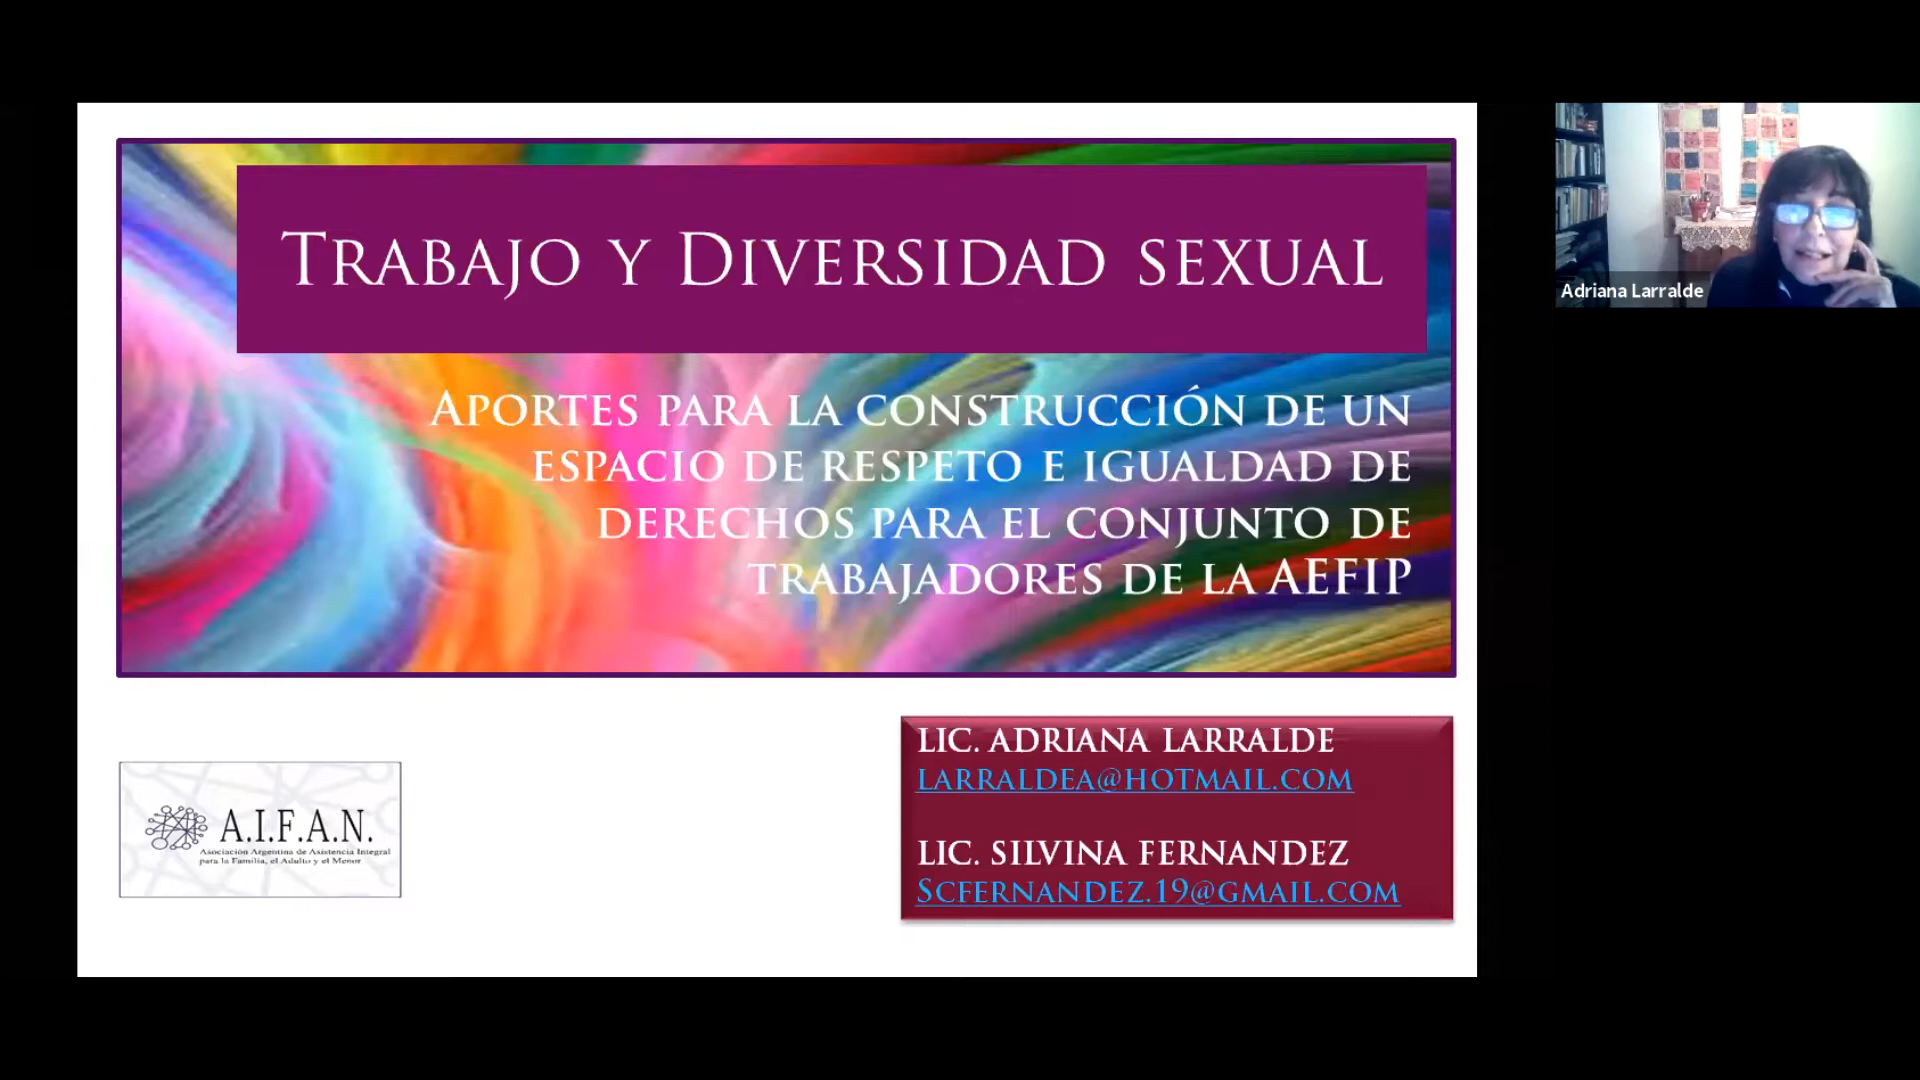 Trabajo y Diversidad sexual
Aportes para la construcción de un
espacio de respeto e igualdad de
derechos para el conjunto de
trabajadores de la AEFIP
LIC. ADRIANA LARRALDE
LARRALDEA@HOTMAIL.COM
LIC. SILVINA FERNANDEZ
SCFERNANDEZ.19@GMAIL.COM
A.I.F.A.N.
Asociación Argentina de Asistencia Integral
para la Familia, el Adulto y el Menor
Adriana Larralde